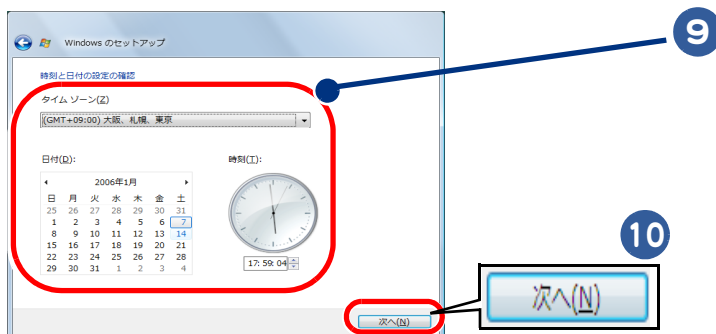 Windows のセットアップ
9
時刻と日付の設定の確認
タイム ゾーン(Z)
(GMT+09:00) 大阪、札幌、東京
日付(D):
時刻(T):
2006年1月
日 月 火 水 木 金 土
25 26 27 28 29 30 31
1 2 3 4 5 6 7
8 9 10 11 12 13 14
15 16 17 18 19 20 21
22 23 24 25 26 27 28
29 30 31 1 2 3 4
17: 59: 04
10
次へ(N)
次へ(N)